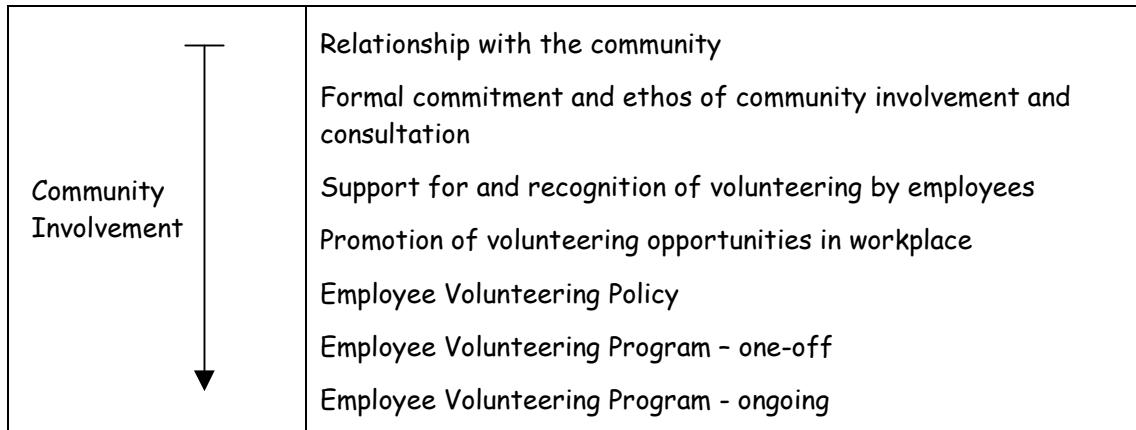 Community
Involvement
Relationship with the community
Formal commitment and ethos of community involvement and
consultation
Support for and recognition of volunteering by employees
Promotion of volunteering opportunities in workplace
Employee Volunteering Policy
Employee Volunteering Program – one-off
Employee Volunteering Program - ongoing